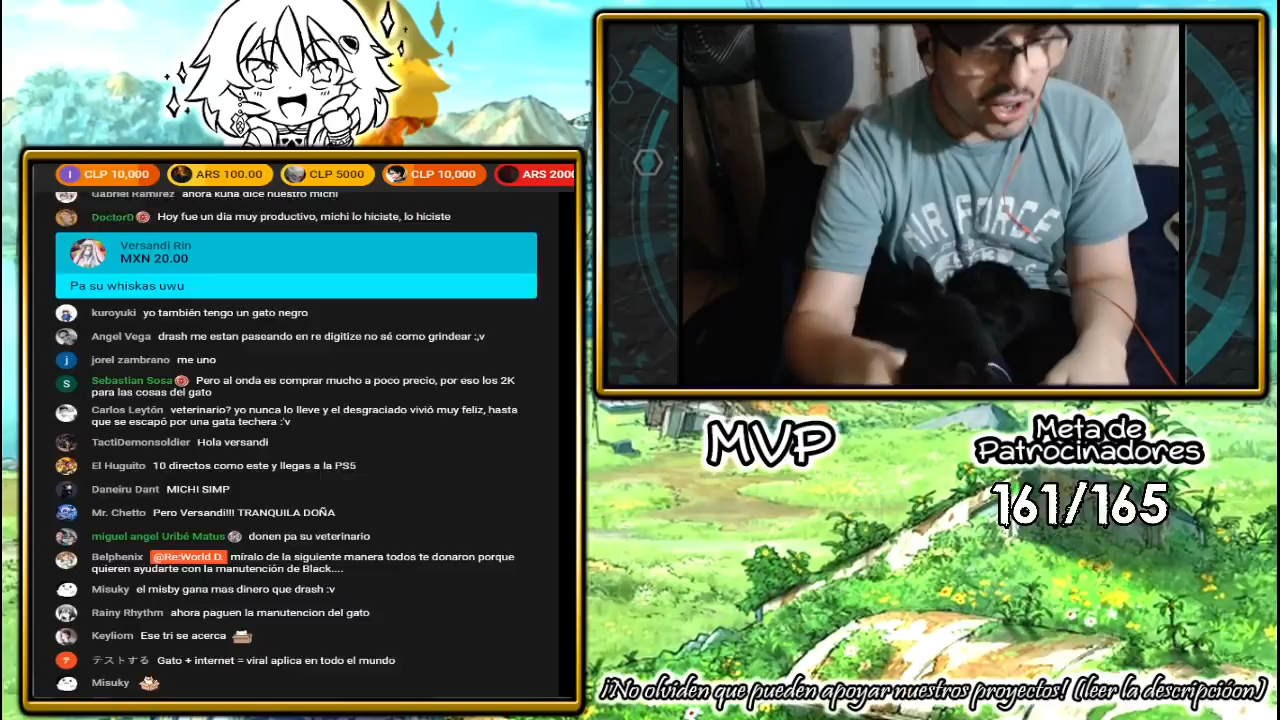 CLP 10,000 ARS 100.00 CLP 5000 CLP 10,000 ARS 2000
Gabriel Ramirez ahora kuna dice nuestro michi
DoctorD Hoy fue un dia muy productivo, michi lo hiciste, lo hiciste
Versandi Rin
MXN 20.00
Pa su whiskas uwu
kuroyuki yo también tengo un gato negro
Angel Vega drash me estan paseando en re digitize no sé como grindear :,v
jorel zambrano me uno
Sebastian Sosa Pero al onda es comprar mucho a poco precio, por eso los 2K
para las cosas del gato
Carlos Leytón veterinario? yo nunca lo lleve y el desgraciado vivió muy feliz, hasta
que se escapó por una gata techera :'v
TactiDemonsoldier Hola versandi
El Huguito 10 directos como este y llegas a la PS5
Daneiru Dant MICHI SIMP
Mr. Chetto Pero Versandi!!! TRANQUILA DOÑA
miguel angel Uribé Matus donen pa su veterinario
Belphenix @Re:World D. míralo de la siguiente manera todos te donaron porque
quieren ayudarte con la manutención de Black....
Misuky el misby gana mas dinero que drash :v
Rainy Rhythm ahora paguen la manutencion del gato
Keyliom Ese tri se acerca
テストする Gato + internet = viral aplica en todo el mundo
Misuky
AIR FORCE
MVP
Meta de
Patrocinadores
161/165
¡No olviden que pueden apoyar nuestros proyectos! (leer la descripcióon)